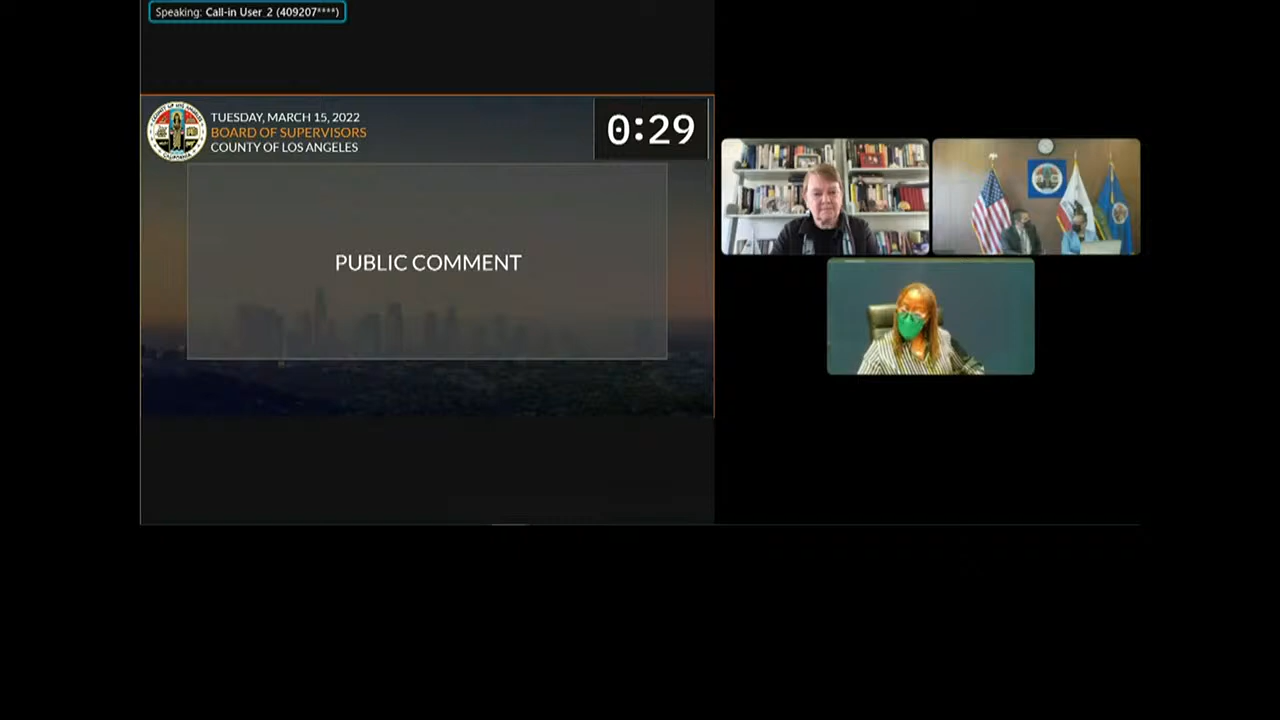 Speaking: Call-in User_2 (409207****)
TUESDAY, MARCH 15, 2022
BOARD OF SUPERVISORS
COUNTY OF LOS ANGELES
0:29
PUBLIC COMMENT